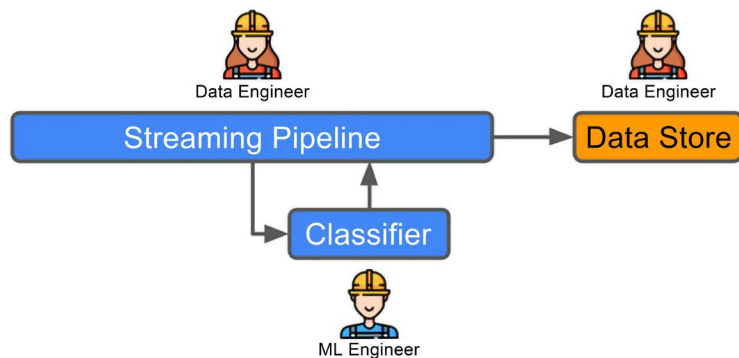 Data Engineer
Data Engineer
Streaming Pipeline
Data Store
Classifier
ML Engineer